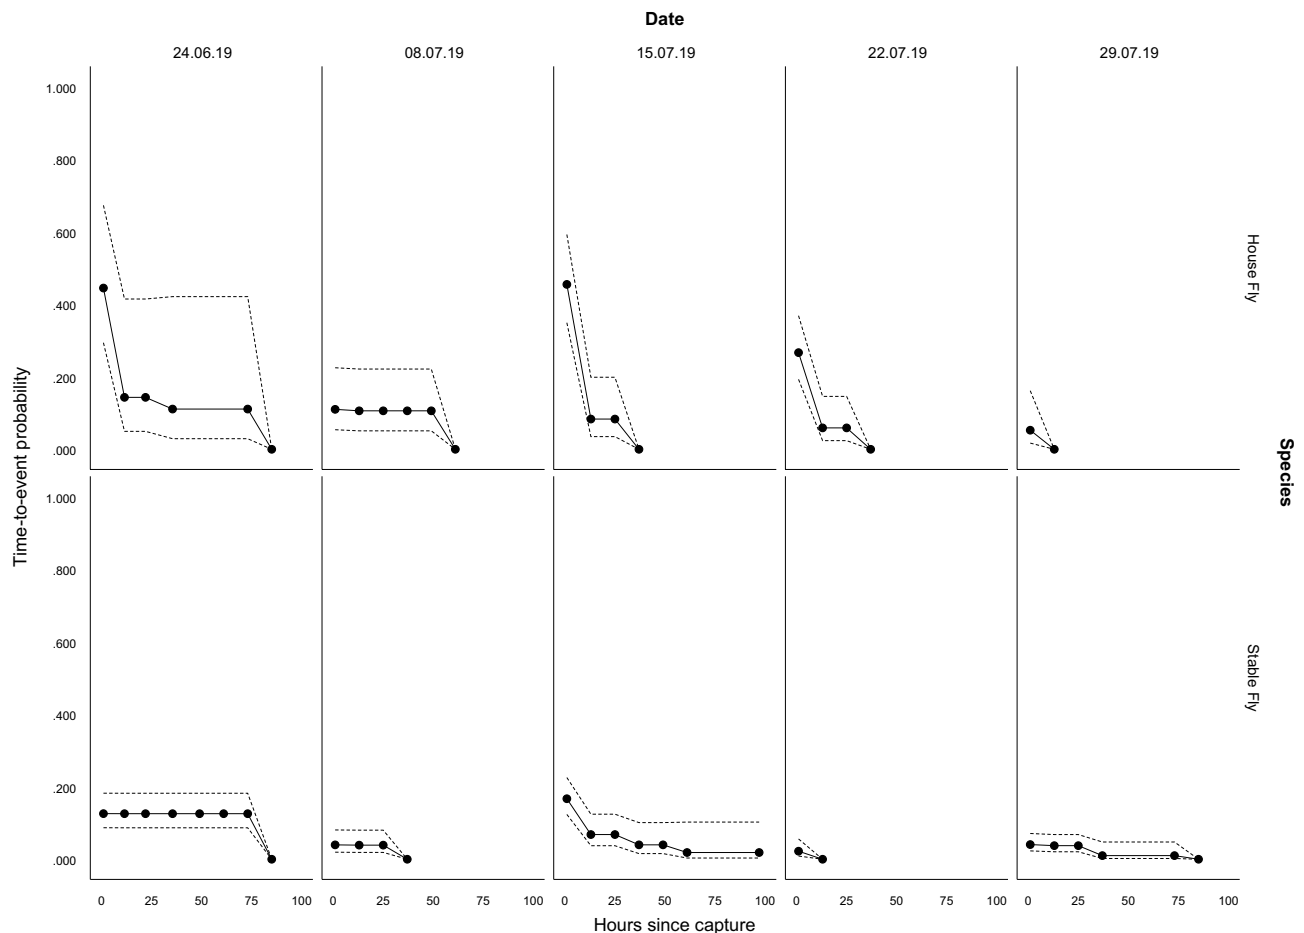 Date
24.06.19 08.07.19 15.07.19 22.07.19 29.07.19
1.000
.800
.600
.400
.200
.000
House Fly
Time-to-event probability
Species
1.000
.800
.600
.400
.200
.000
Stable Fly
0 25 50 75 100 0 25 50 75 100 0 25 50 75 100 0 25 50 75 100 0 25 50 75 100
Hours since capture